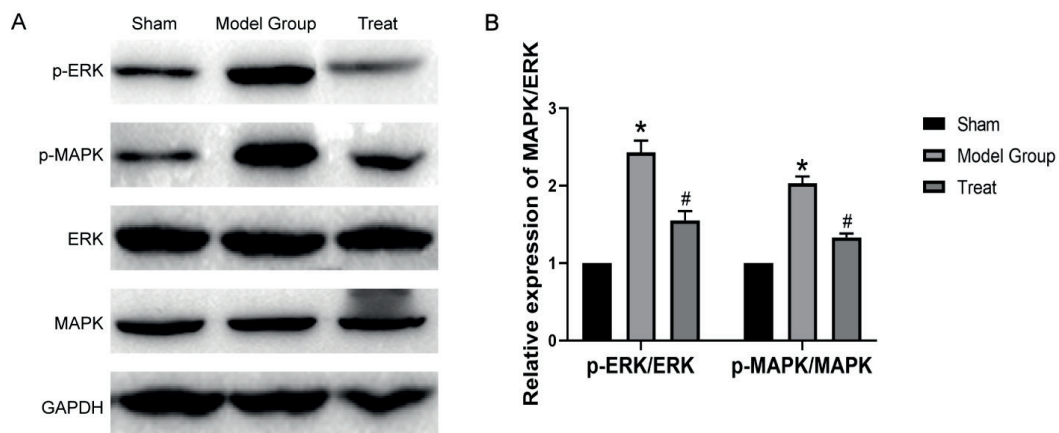 A
Sham Model Group Treat
p-ERK
p-MAPK
ERK
MAPK
GAPDH
B
Relative expression of MAPK/ERK
3
2
1
0
*
#
*
#
p-ERK/ERK p-MAPK/MAPK
Sham
Model Group
Treat